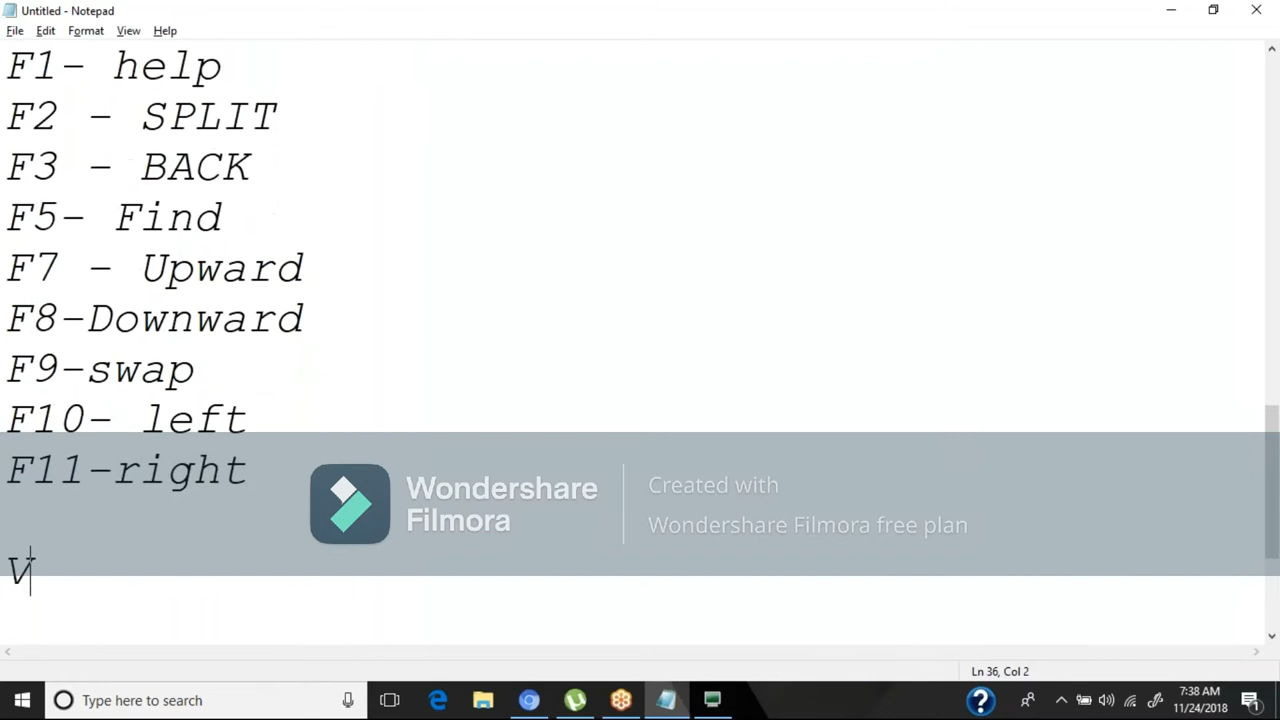 Untitled - Notepad
File Edit Format View Help
F1- help
F2 - SPLIT
F3 - BACK
F5- Find
F7 - Upward
F8-Downward
F9-swap
F10- left
F11-right
Wondershare
Filmora
Created with
Wondershare Filmora free plan
V
Ln 36, Col 2
Type here to search
7:38 AM
11/24/2018
1